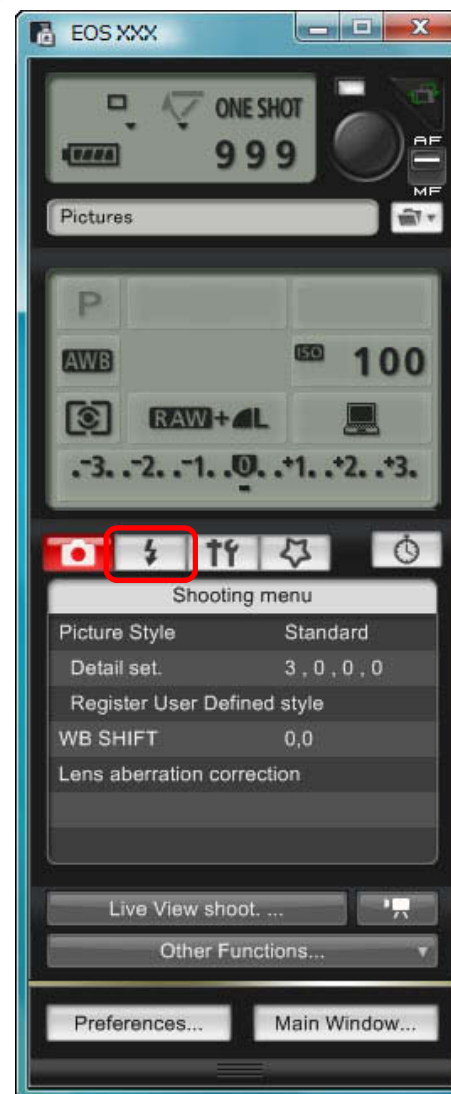 EOS XXX
ONE SHOT
999
AF
MF
Pictures
P
AWB
ISO 100
RAW+L
.-3. .-2. .-1. .0. .+1. .+2. .+3.
Shooting menu
Picture Style Standard
Detail set. 3 , 0 , 0 , 0
Register User Defined style
WB SHIFT 0,0
Lens aberration correction
Live View shoot. ...
Other Functions...
Preferences... Main Window...